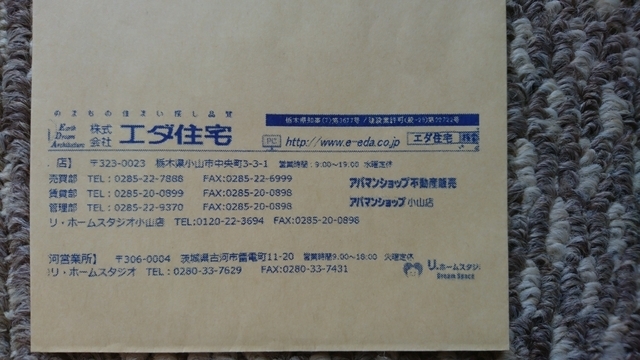 のまちの住まい探し品質
栃木県知事(7)第3677号/建設業許可(般-25)第22722号
Earth Dream Architecture 株式会社 エダ住宅 PC http://www.e-eda.co.jp エダ住宅 検索
店】 〒323-0023 栃木県小山市中央町3-3-1 営業時間:9:00~19:00 水曜定休
売買部 TEL:0285-22-7888 FAX:0285-22-6999 アパマンショップ不動産販売
賃貸部 TEL:0285-20-0899 FAX:0285-20-0898
管理部 TEL:0285-22-9370 FAX:0285-20-0898 アパマンショップ 小山店
リ・ホームスタジオ小山店 TEL:0120-22-3694 FAX:0285-20-0898
河営業所】 〒306-0004 茨城県古河市雷電町11-20 営業時間9:00~18:00 火曜定休
リ・ホームスタジオ TEL:0280-33-7629 FAX:0280-33-7431 リ.ホームスタジ
Dream Space